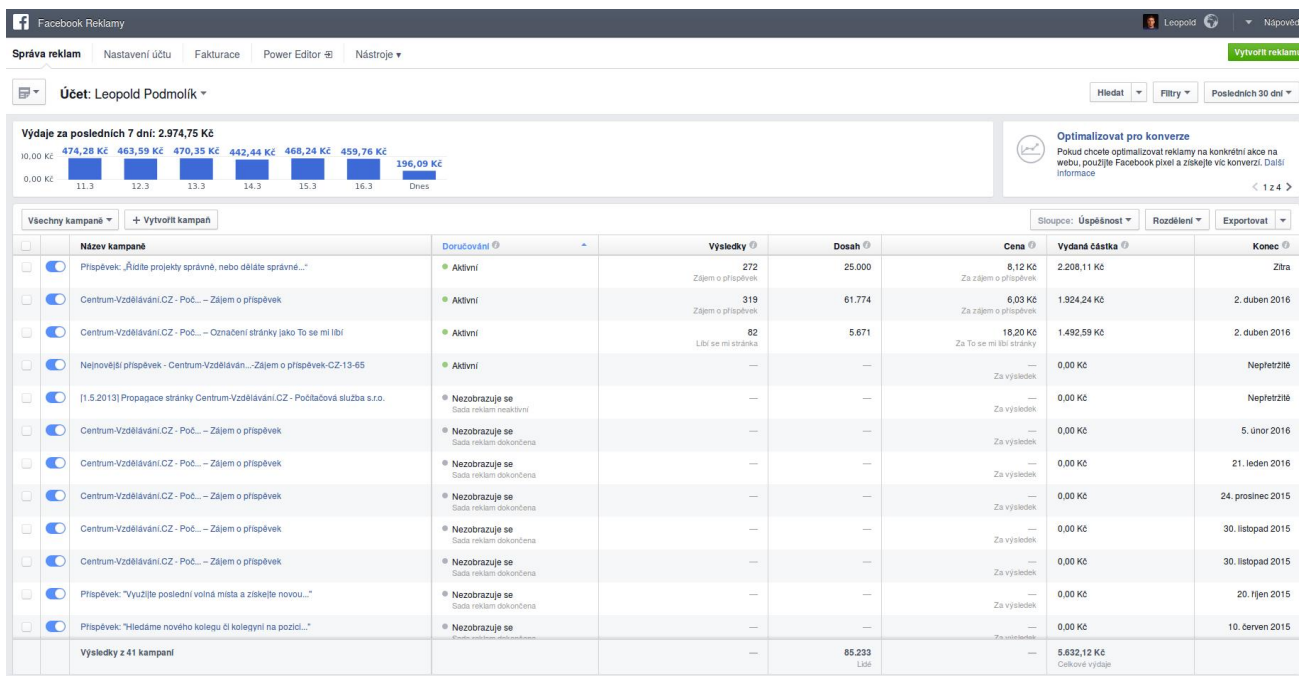 Facebook Reklamy
Leopold
Nápověd
Správa reklam Nastavení účtu Fakturace Power Editor Nástroje
Vytvořit reklamu
Účet: Leopold Podmolík
Hledat Filtry Posledních 30 dní
Výdaje za posledních 7 dní: 2.974,75 Kč
474,28 Kč 463,59 Kč 470,35 Kč 442,44 Kč 468,24 Kč 459,76 Kč 196,09 Kč
0,00 Kč
11.3 12.3 13.3 14.3 15.3 16.3 Dnes
Optimalizovat pro konverze
Pokud chcete optimalizovat reklamy na konkrétní akce na
webu, použijte Facebook pixel a získejte víc konverzí. Další
informace
1 z 4
Všechny kampaně + Vytvořit kampaň
Sloupce: Úspěšnost Rozdělení Exportovat
Název kampaně Doručování Výsledky Dosah Cena Vydaná částka Konec
Příspěvek: „Řídíte projekty správně, nebo děláte správné..." Aktivní 272 25.000 8,12 Kč 2.208,11 Kč Zítra
Zájem o příspěvek Za zájem o příspěvek
Centrum-Vzdělávání.CZ - Poč... – Zájem o příspěvek Aktivní 319 61.774 6,03 Kč 1.924,24 Kč 2. duben 2016
Zájem o příspěvek Za zájem o příspěvek
Centrum-Vzdělávání.CZ - Poč... – Označení stránky jako To se mi líbí Aktivní 82 5.671 18,20 Kč 1.492,59 Kč 2. duben 2016
Líbí se mi stránka Za To se mi líbí stránky
Nejnovější příspěvek - Centrum-Vzděláván...-Zájem o příspěvek-CZ-13-65 Aktivní — — — 0,00 Kč Nepřetržitě
Za výsledek
[1.5.2013] Propagace stránky Centrum-Vzdělávání.CZ - Počítačová služba s.r.o. Nezobrazuje se — — — 0,00 Kč Nepřetržitě
Sada reklam neaktivní Za výsledek
Centrum-Vzdělávání.CZ - Poč... – Zájem o příspěvek Nezobrazuje se — — — 0,00 Kč 5. únor 2016
Sada reklam dokončena Za výsledek
Centrum-Vzdělávání.CZ - Poč... – Zájem o příspěvek Nezobrazuje se — — — 0,00 Kč 21. leden 2016
Sada reklam dokončena Za výsledek
Centrum-Vzdělávání.CZ - Poč... – Zájem o příspěvek Nezobrazuje se — — — 0,00 Kč 24. prosinec 2015
Sada reklam dokončena Za výsledek
Centrum-Vzdělávání.CZ - Poč... – Zájem o příspěvek Nezobrazuje se — — — 0,00 Kč 30. listopad 2015
Sada reklam dokončena Za výsledek
Centrum-Vzdělávání.CZ - Poč... – Zájem o příspěvek Nezobrazuje se — — — 0,00 Kč 30. listopad 2015
Sada reklam dokončena Za výsledek
Příspěvek: "Využijte poslední volná místa a získejte novou..." Nezobrazuje se — — — 0,00 Kč 20. říjen 2015
Sada reklam dokončena Za výsledek
Příspěvek: "Hledáme nového kolegu či kolegyni na pozici..." Nezobrazuje se — — — 0,00 Kč 10. červen 2015
Sada reklam dokončena Za výsledek
Výsledky z 41 kampaní — 85.233 — 5.632,12 Kč
Lidé Celkové výdaje